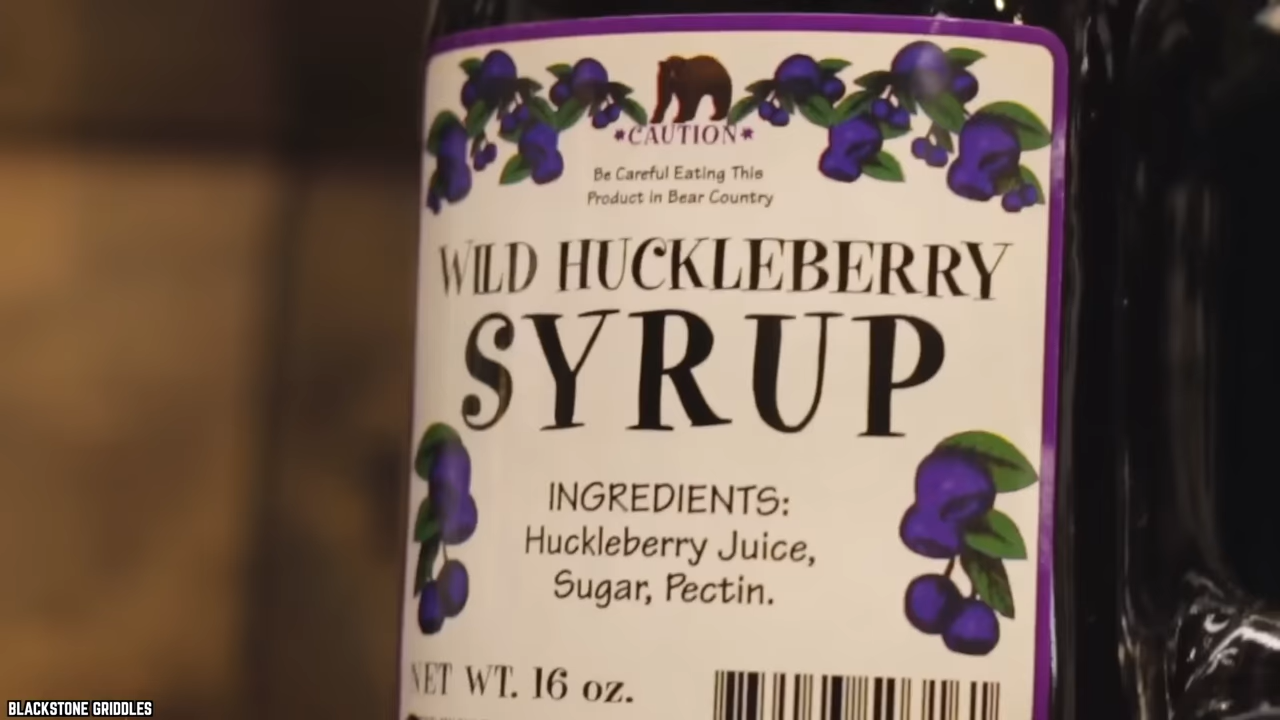 *CAUTION*
Be Careful Eating This
Product in Bear Country
WILD HUCKLEBERRY
SYRUP
INGREDIENTS:
Huckleberry Juice,
Sugar, Pectin.
NET WT. 16 oz.
BLACKSTONE GRIDDLES